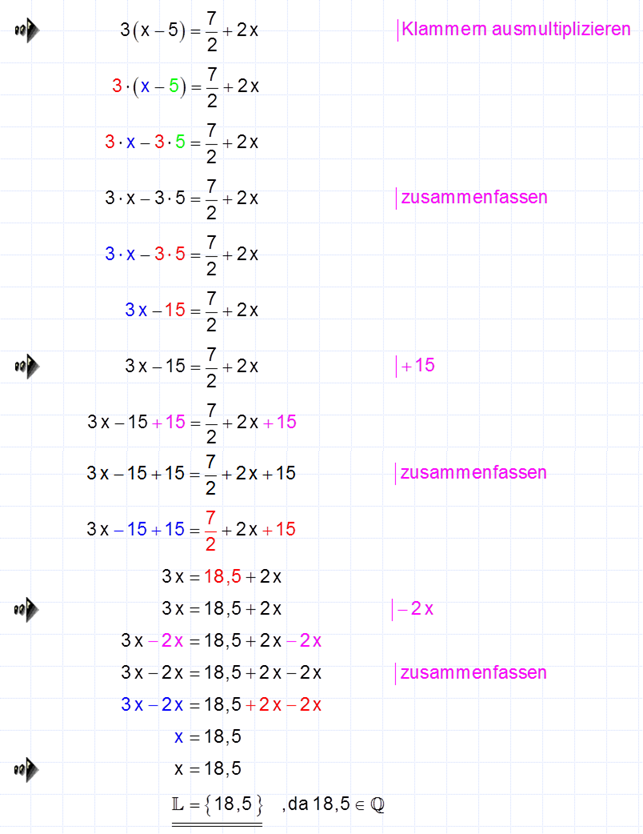 3(x−5)=7/2+2x |Klammern ausmultiplizieren
3·(x−5)=7/2+2x
3·x−3·5=7/2+2x
3·x−3·5=7/2+2x |zusammenfassen
3·x−3·5=7/2+2x
3x−15=7/2+2x
3x−15=7/2+2x |+15
3x−15+15=7/2+2x+15
3x−15+15=7/2+2x+15 |zusammenfassen
3x−15+15=7/2+2x+15
3x=18,5+2x
3x=18,5+2x |−2x
3x−2x=18,5+2x−2x
3x−2x=18,5+2x−2x |zusammenfassen
3x−2x=18,5+2x−2x
x=18,5
x=18,5
𝕃={18,5} ,da 18,5∈ℚ